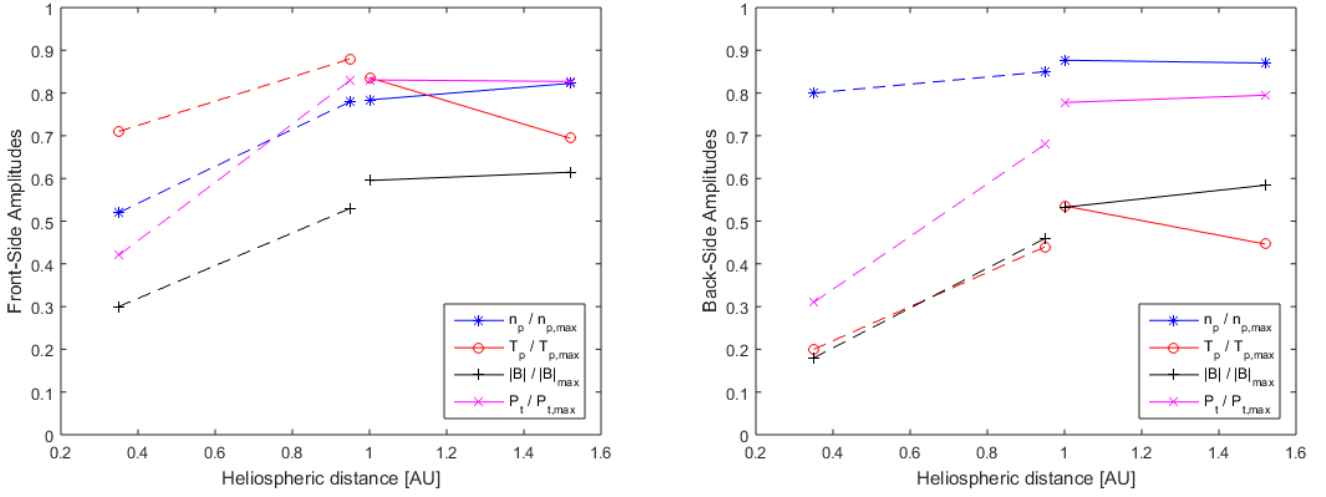 1
0.9
0.8
0.7
0.6
0.5
0.4
0.3
0.2
0.1
0
Front-Side Amplitudes
n_p / n_p,max
T_p / T_p,max
|B| / |B|_max
P_t / P_t,max
0.2 0.4 0.6 0.8 1 1.2 1.4 1.6
Heliospheric distance [AU]
1
0.9
0.8
0.7
0.6
0.5
0.4
0.3
0.2
0.1
0
Back-Side Amplitudes
n_p / n_p,max
T_p / T_p,max
|B| / |B|_max
P_t / P_t,max
0.2 0.4 0.6 0.8 1 1.2 1.4 1.6
Heliospheric distance [AU]